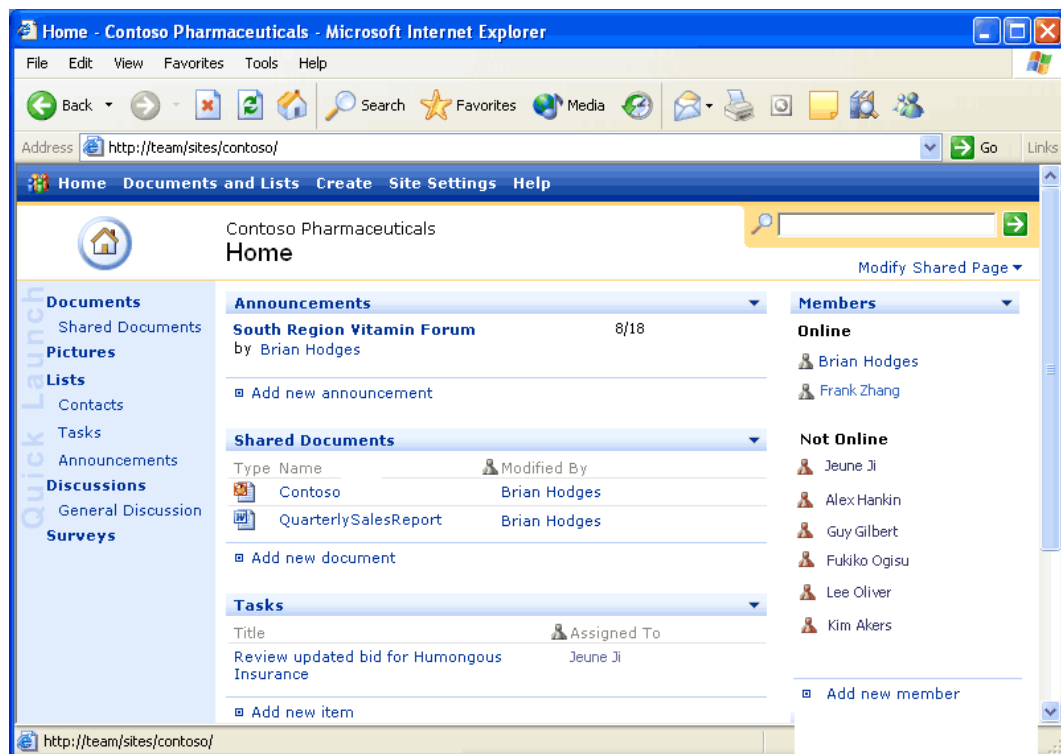 Home - Contoso Pharmaceuticals - Microsoft Internet Explorer
File Edit View Favorites Tools Help
Back Search Favorites Media
Address http://team/sites/contoso/ Go Links
Home Documents and Lists Create Site Settings Help
Contoso Pharmaceuticals
Home
Modify Shared Page
Quick Launch
Documents
Shared Documents
Pictures
Lists
Contacts
Tasks
Announcements
Discussions
General Discussion
Surveys
Announcements
South Region Vitamin Forum 8/18
by Brian Hodges
Add new announcement
Shared Documents
Type Name Modified By
Contoso Brian Hodges
QuarterlySalesReport Brian Hodges
Add new document
Tasks
Title Assigned To
Review updated bid for Humongous Jeune Ji
Insurance
Add new item
Members
Online
Brian Hodges
Frank Zhang
Not Online
Jeune Ji
Alex Hankin
Guy Gilbert
Fukiko Ogisu
Lee Oliver
Kim Akers
Add new member
http://team/sites/contoso/